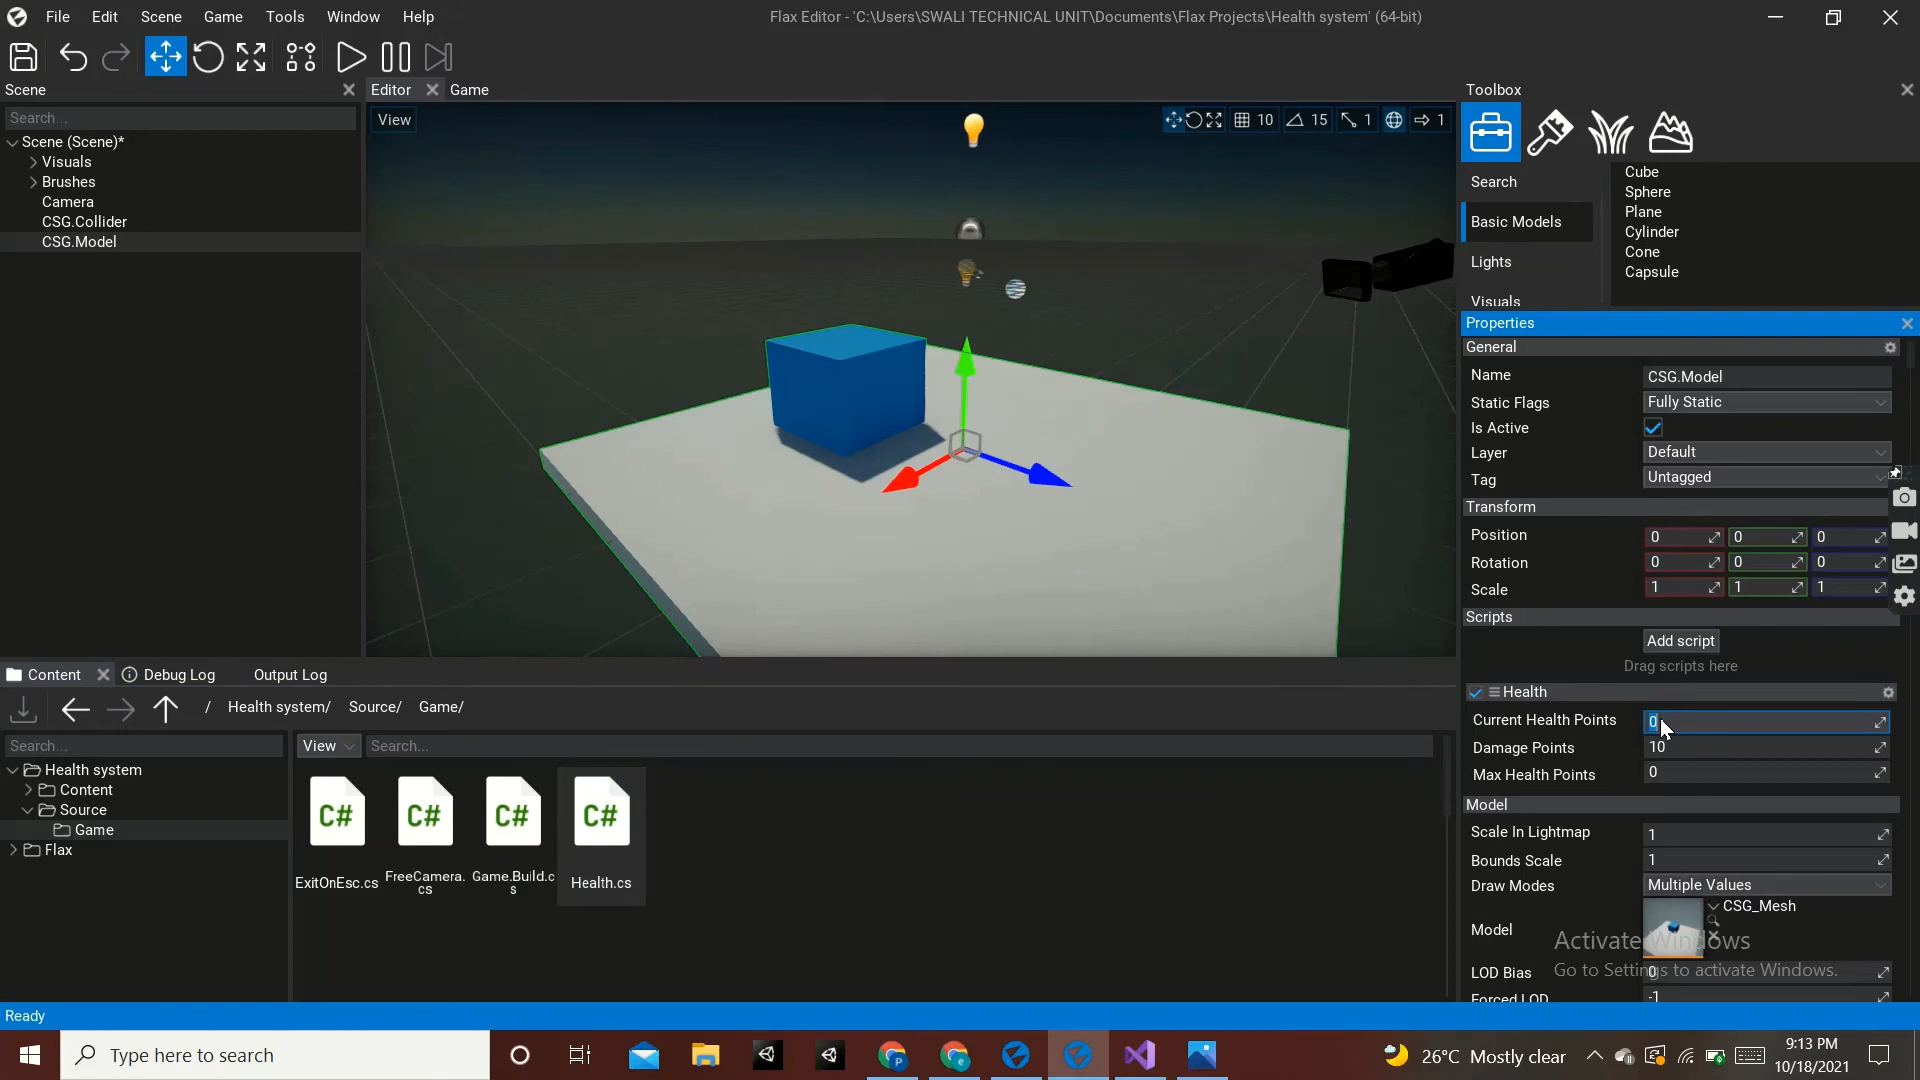 File Edit Scene Game Tools Window Help
Flax Editor - 'C:\Users\SWALI TECHNICAL UNIT\Documents\Flax Projects\Health system' (64-bit)
Scene
Search...
Scene (Scene)*
Visuals
Brushes
Camera
CSG.Collider
CSG.Model
Editor Game
View
10 15 1 1
Toolbox
Search
Basic Models
Lights
Visuals
Cube
Sphere
Plane
Cylinder
Cone
Capsule
Properties
General
Name CSG.Model
Static Flags Fully Static
Is Active
Layer Default
Tag Untagged
Transform
Position 0 0 0
Rotation 0 0 0
Scale 1 1 1
Scripts
Add script
Drag scripts here
Health
Current Health Points 0
Damage Points 10
Max Health Points 0
Model
Scale In Lightmap 1
Bounds Scale 1
Draw Modes Multiple Values
Model CSG_Mesh
LOD Bias 0
Forced LOD -1
Activate Windows
Go to Settings to activate Windows.
Content Debug Log Output Log
/ Health system/ Source/ Game/
Search...
Health system
Content
Source
Game
Flax
View Search...
C# C# C# C#
ExitOnEsc.cs
FreeCamera.
cs
Game.Build.c
s
Health.cs
Ready
Type here to search
26°C Mostly clear
9:13 PM
10/18/2021